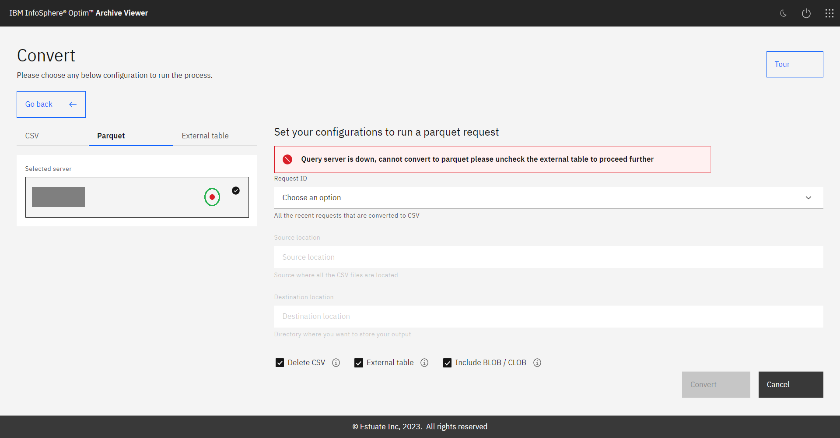 IBM InfoSphere® Optim™ Archive Viewer
Convert
Please choose any below configuration to run the process.
Tour
Go back
CSV
Parquet
External table
Selected server
Set your configurations to run a parquet request
Query server is down, cannot convert to parquet please uncheck the external table to proceed further
Request ID
Choose an option
All the recent requests that are converted to CSV
Source location
Source location
Source where all the CSV files are located
Destination location
Destination location
Directory where you want to store your output
Delete CSV
External table
Include BLOB / CLOB
Convert
Cancel
© Estuate Inc, 2023. All rights reserved